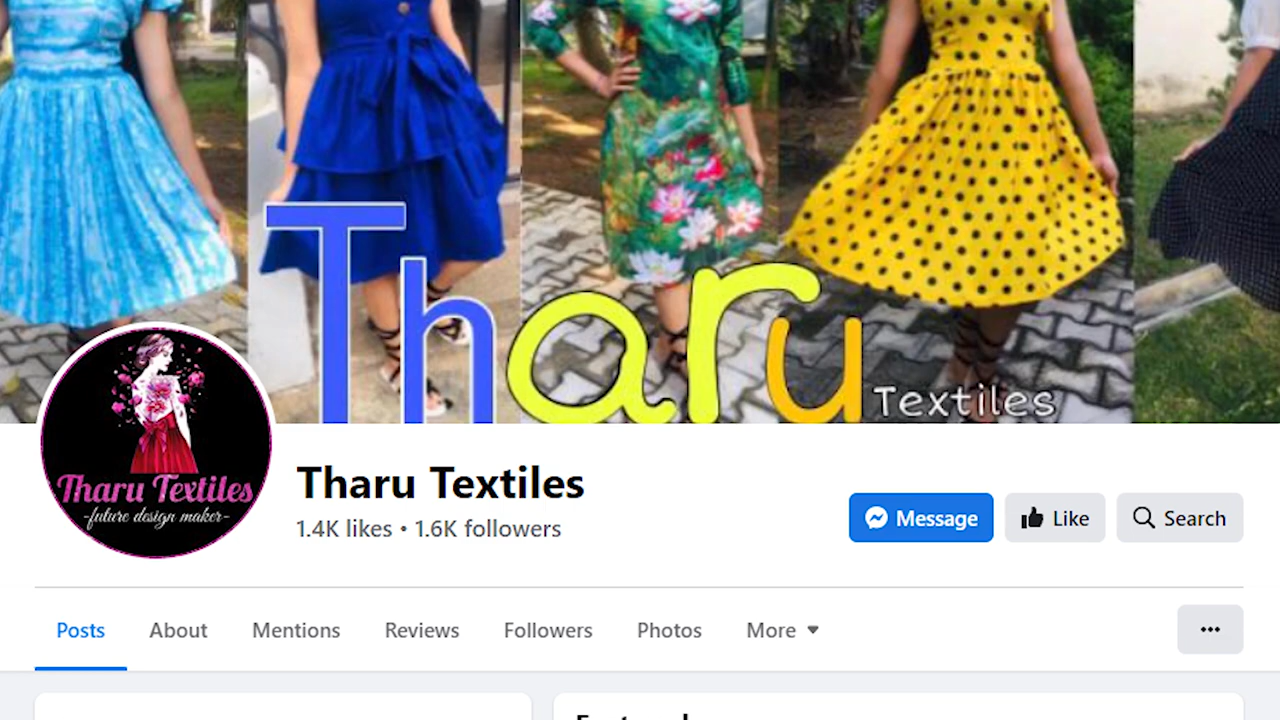 Tharu
Textiles
Tharu Textiles
-future design maker-
Tharu Textiles
1.4K likes • 1.6K followers
Message
Like
Search
Posts
About
Mentions
Reviews
Followers
Photos
More